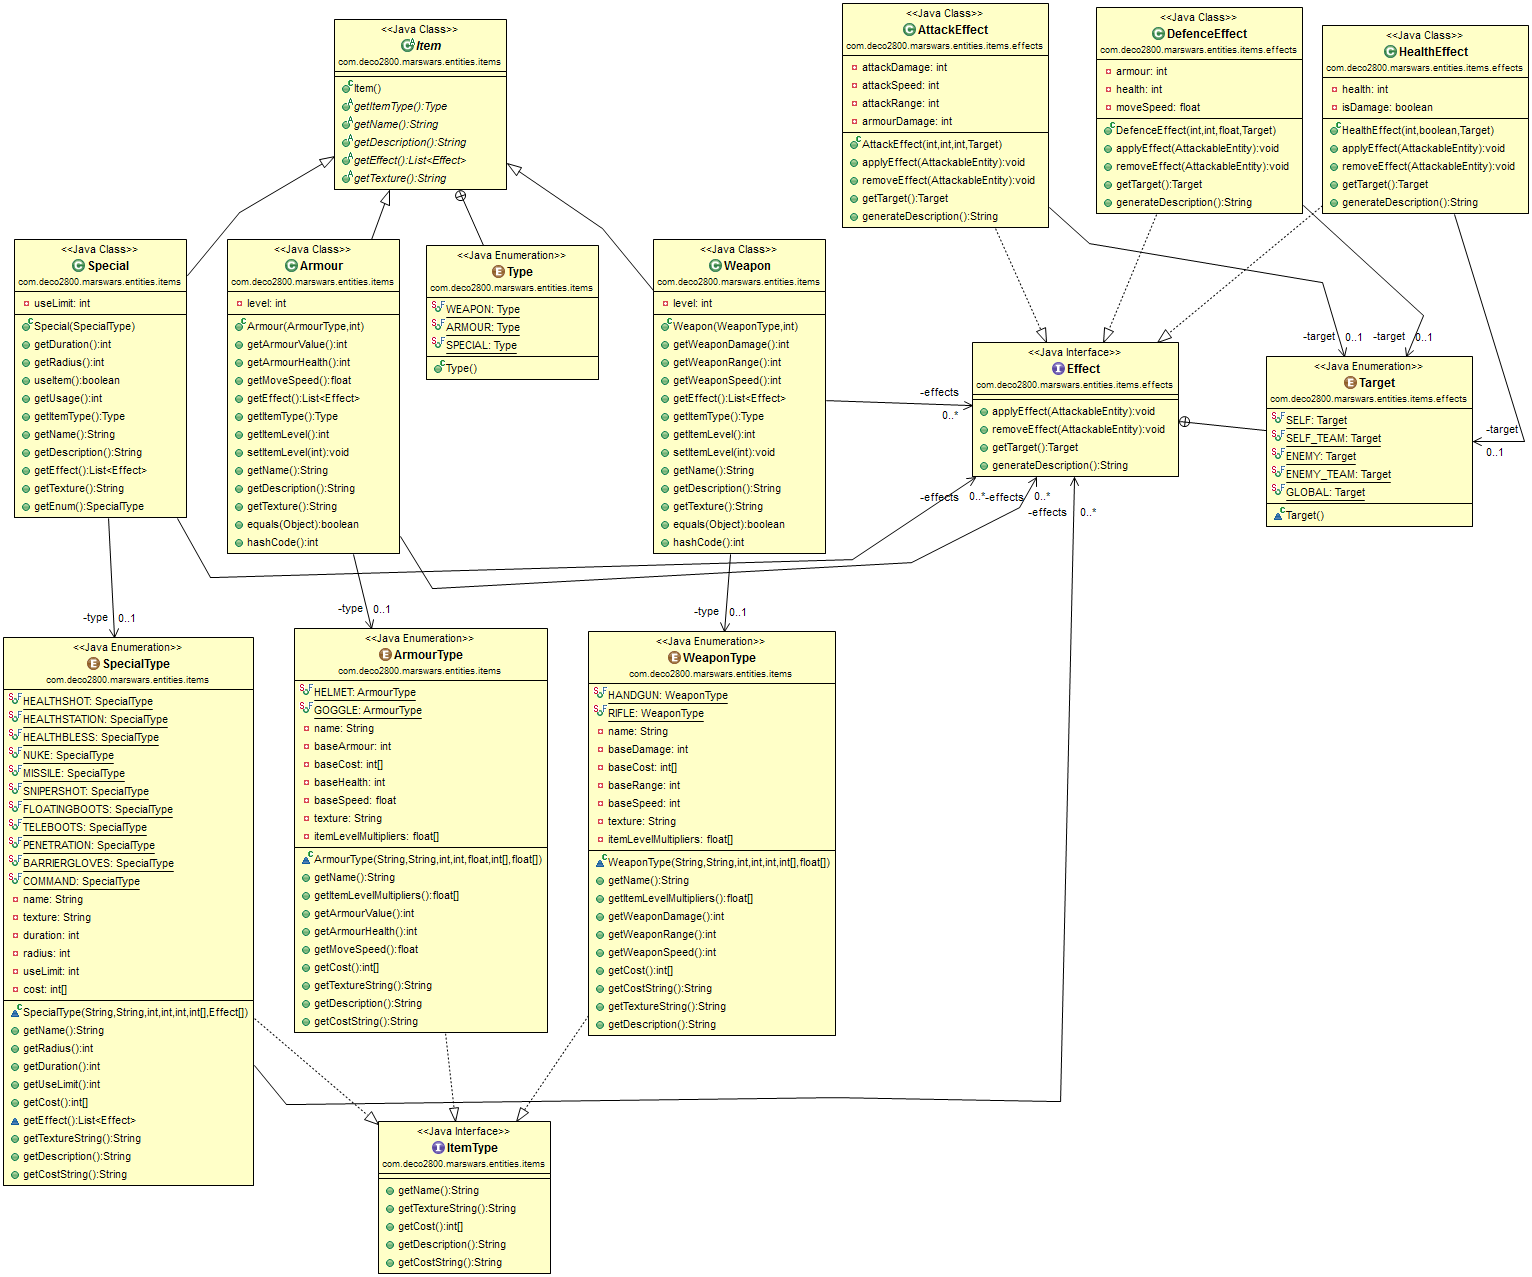 <<Java Class>>
Item
com.deco2800.marswars.entities.items
Item()
getItemType():Type
getName():String
getDescription():String
getEffect():List<Effect>
getTexture():String
<<Java Class>>
AttackEffect
com.deco2800.marswars.entities.items.effects
attackDamage: int
attackSpeed: int
attackRange: int
armourDamage: int
AttackEffect(int,int,int,Target)
applyEffect(AttackableEntity):void
removeEffect(AttackableEntity):void
getTarget():Target
generateDescription():String
<<Java Class>>
DefenceEffect
com.deco2800.marswars.entities.items.effects
armour: int
health: int
moveSpeed: float
DefenceEffect(int,int,float,Target)
applyEffect(AttackableEntity):void
removeEffect(AttackableEntity):void
getTarget():Target
generateDescription():String
<<Java Class>>
HealthEffect
com.deco2800.marswars.entities.items.effects
health: int
isDamage: boolean
HealthEffect(int,boolean,Target)
applyEffect(AttackableEntity):void
removeEffect(AttackableEntity):void
getTarget():Target
generateDescription():String
<<Java Class>>
Special
com.deco2800.marswars.entities.items
useLimit: int
Special(SpecialType)
getDuration():int
getRadius():int
useItem():boolean
getUsage():int
getItemType():Type
getName():String
getDescription():String
getEffect():List<Effect>
getTexture():String
getEnum():SpecialType
<<Java Class>>
Armour
com.deco2800.marswars.entities.items
level: int
Armour(ArmourType,int)
getArmourValue():int
getArmourHealth():int
getMoveSpeed():float
getEffect():List<Effect>
getItemType():Type
getItemLevel():int
setItemLevel(int):void
getName():String
getDescription():String
getTexture():String
equals(Object):boolean
hashCode():int
<<Java Enumeration>>
Type
com.deco2800.marswars.entities.items
WEAPON: Type
ARMOUR: Type
SPECIAL: Type
Type()
<<Java Class>>
Weapon
com.deco2800.marswars.entities.items
level: int
Weapon(WeaponType,int)
getWeaponDamage():int
getWeaponRange():int
getWeaponSpeed():int
getEffect():List<Effect>
getItemType():Type
getItemLevel():int
setItemLevel(int):void
getName():String
getDescription():String
getTexture():String
equals(Object):boolean
hashCode():int
<<Java Interface>>
Effect
com.deco2800.marswars.entities.items.effects
applyEffect(AttackableEntity):void
removeEffect(AttackableEntity):void
getTarget():Target
generateDescription():String
<<Java Enumeration>>
Target
com.deco2800.marswars.entities.items.effects
SELF: Target
SELF_TEAM: Target
ENEMY: Target
ENEMY_TEAM: Target
GLOBAL: Target
Target()
-target 0..1
-target 0..1
-target
0..1
-effects
0..*
-effects 0..*
-effects 0..*
-effects 0..*
-type 0..1
-type 0..1
-type 0..1
<<Java Enumeration>>
SpecialType
com.deco2800.marswars.entities.items
HEALTHSHOT: SpecialType
HEALTHSTATION: SpecialType
HEALTHBLESS: SpecialType
NUKE: SpecialType
MISSILE: SpecialType
SNIPERSHOT: SpecialType
FLOATINGBOOTS: SpecialType
TELEBOOTS: SpecialType
PENETRATION: SpecialType
BARRIERGLOVES: SpecialType
COMMAND: SpecialType
name: String
texture: String
duration: int
radius: int
useLimit: int
cost: int[]
SpecialType(String,String,int,int,int,int[],Effect[])
getName():String
getRadius():int
getDuration():int
getUseLimit():int
getCost():int[]
getEffect():List<Effect>
getTextureString():String
getDescription():String
getCostString():String
<<Java Enumeration>>
ArmourType
com.deco2800.marswars.entities.items
HELMET: ArmourType
GOGGLE: ArmourType
name: String
baseArmour: int
baseCost: int[]
baseHealth: int
baseSpeed: float
texture: String
itemLevelMultipliers: float[]
ArmourType(String,String,int,int,float,int[],float[])
getName():String
getItemLevelMultipliers():float[]
getArmourValue():int
getArmourHealth():int
getMoveSpeed():float
getCost():int[]
getTextureString():String
getDescription():String
getCostString():String
<<Java Enumeration>>
WeaponType
com.deco2800.marswars.entities.items
HANDGUN: WeaponType
RIFLE: WeaponType
name: String
baseDamage: int
baseCost: int[]
baseRange: int
baseSpeed: int
texture: String
itemLevelMultipliers: float[]
WeaponType(String,String,int,int,int,int[],float[])
getName():String
getItemLevelMultipliers():float[]
getWeaponDamage():int
getWeaponRange():int
getWeaponSpeed():int
getCost():int[]
getCostString():String
getTextureString():String
getDescription():String
<<Java Interface>>
ItemType
com.deco2800.marswars.entities.items
getName():String
getTextureString():String
getCost():int[]
getDescription():String
getCostString():String